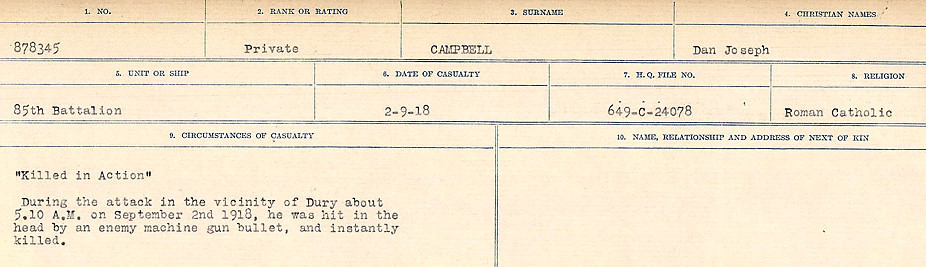 1. NO. 2. RANK OR RATING 3. SURNAME 4. CHRISTIAN NAMES
878345 Private CAMPBELL Dan Joseph
5. UNIT OR SHIP 6. DATE OF CASUALTY 7. H.Q. FILE NO. 8. RELIGION
85th Battalion 2-9-18 649-C-24078 Roman Catholic
9. CIRCUMSTANCES OF CASUALTY 10. NAME, RELATIONSHIP AND ADDRESS OF NEXT OF KIN
"Killed in Action"
During the attack in the vicinity of Dury about
5.10 A.M. on September 2nd 1918, he was hit in the
head by an enemy machine gun bullet, and instantly
killed.